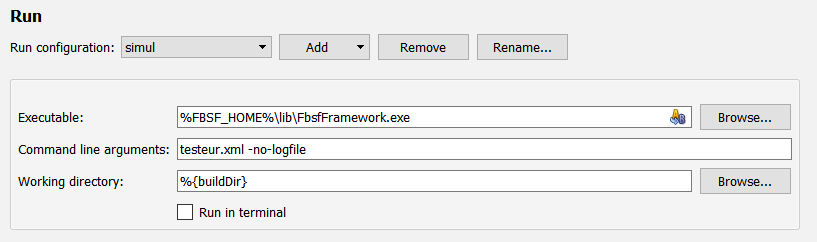 Run
Run configuration: simul Add Remove Rename...
Executable: %FBSF_HOME%\lib\FbsfFramework.exe Browse...
Command line arguments: testeur.xml -no-logfile
Working directory: %{buildDir} Browse...
Run in terminal